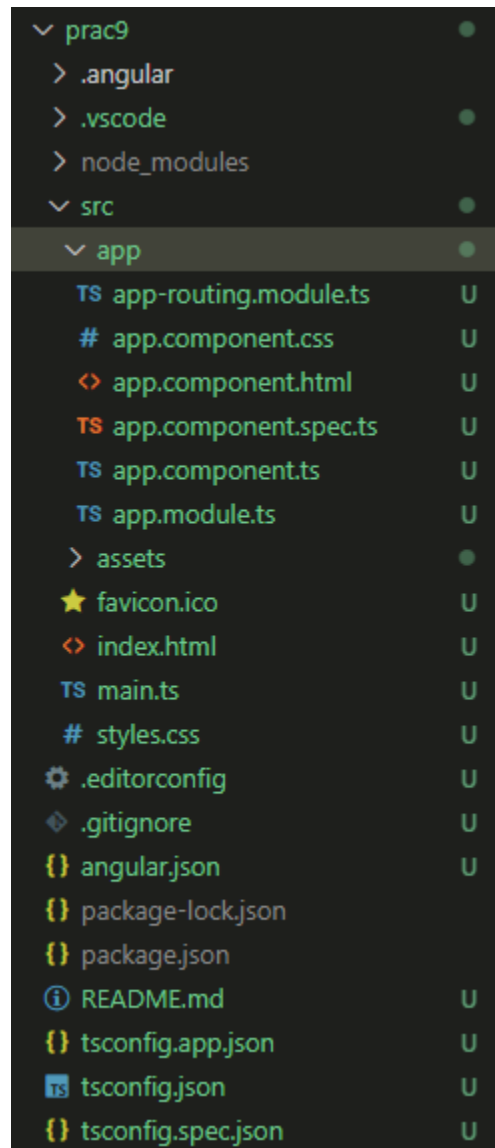 prac9
.angular
.vscode
node_modules
src
app
TS app-routing.module.ts U
# app.component.css U
<> app.component.html U
TS app.component.spec.ts U
TS app.component.ts U
TS app.module.ts U
assets
favicon.ico U
<> index.html U
TS main.ts U
# styles.css U
.editorconfig U
.gitignore U
{} angular.json U
{} package-lock.json
{} package.json
README.md U
{} tsconfig.app.json U
TS tsconfig.json U
{} tsconfig.spec.json U